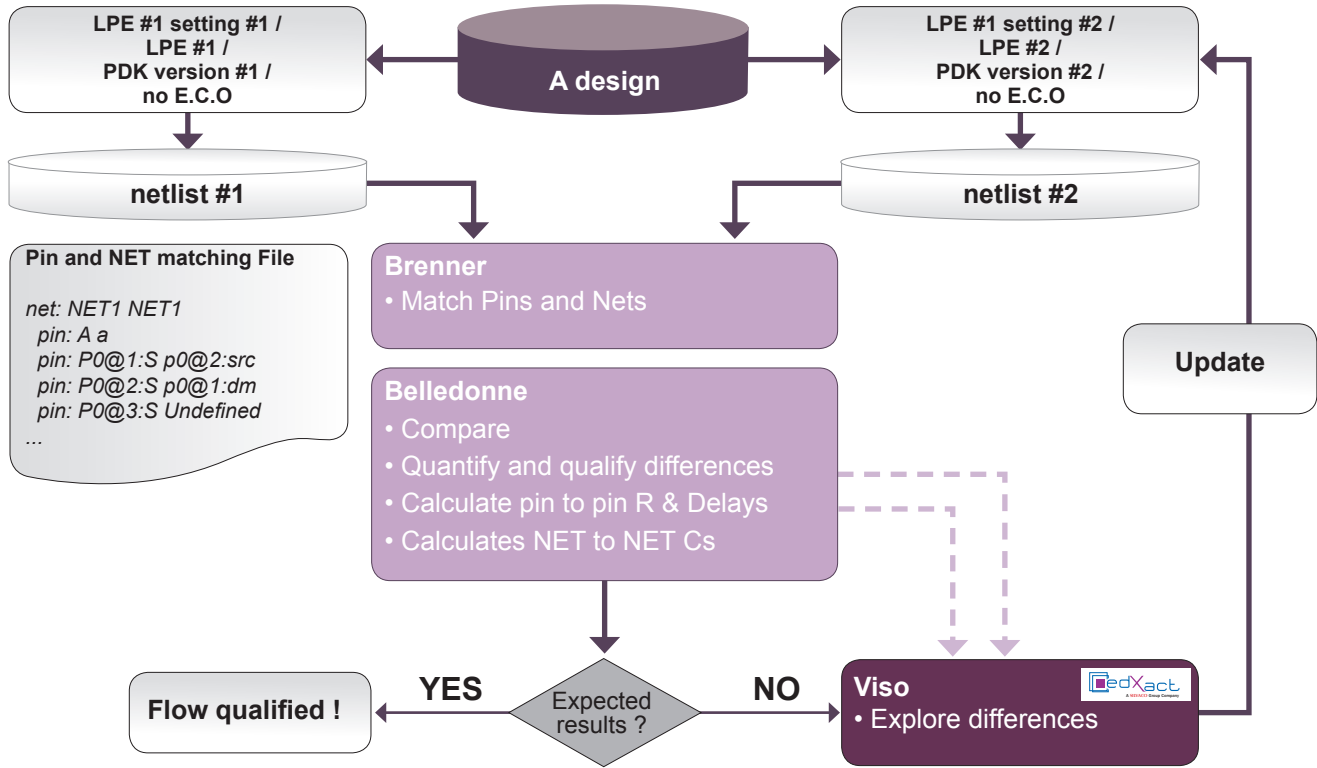 LPE #1 setting #1 /
LPE #1 /
PDK version #1 /
no E.C.O
A design
LPE #1 setting #2 /
LPE #2 /
PDK version #2 /
no E.C.O
netlist #1
netlist #2
Pin and NET matching File
net: NET1 NET1
pin: A a
pin: P0@1:S p0@2:src
pin: P0@2:S p0@1:dm
pin: P0@3:S Undefined
...
Brenner
• Match Pins and Nets
Belledonne
• Compare
• Quantify and qualify differences
• Calculate pin to pin R & Delays
• Calculates NET to NET Cs
Update
Flow qualified !
YES
Expected
results ?
NO
Viso
• Explore differences
edXact
A SILVACO Group Company